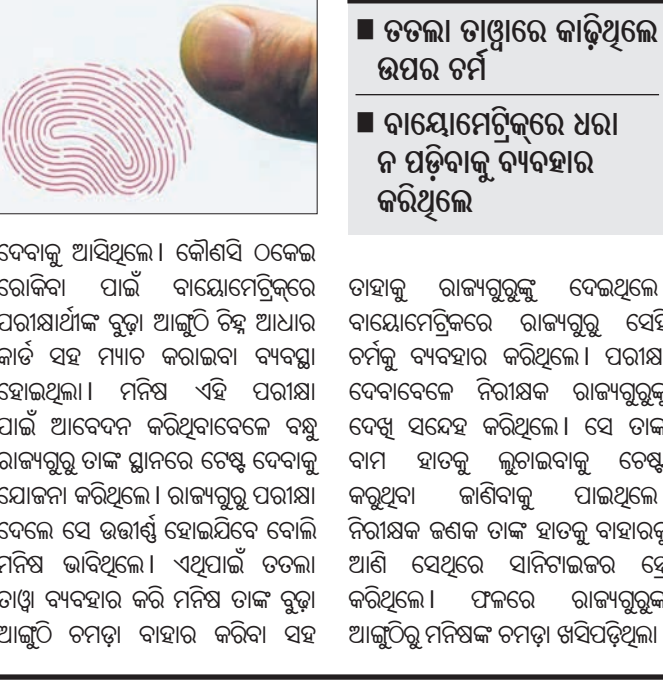 ■ ତତଲା ତାୱାରେ କାଢ଼ିଥିଲେ
ଉପର ଚର୍ମ
■ ବାୟୋମେଟ୍ରିକ୍‌ରେ ଧରା
ନ ପଡ଼ିବାକୁ ବ୍ୟବହାର
କରିଥିଲେ
ଦେବାକୁ ଆସିଥିଲେ। କୌଣସି ଠକେଇ
ରୋକିବା ପାଇଁ ବାୟୋମେଟ୍ରିକ୍‌ରେ
ପରୀକ୍ଷାର୍ଥୀଙ୍କ ବୁଢ଼ା ଆଙ୍ଗୁଠି ଚିହ୍ନ ଆଧାର
କାର୍ଡ ସହ ମ୍ୟାଚ କରାଇବା ବ୍ୟବସ୍ଥା
ହୋଇଥିଲା। ମନିଷ ଏହି ପରୀକ୍ଷା
ପାଇଁ ଆବେଦନ କରିଥିବାବେଳେ ବନ୍ଧୁ
ରାଜ୍ୟଗୁରୁ ତାଙ୍କ ସ୍ଥାନରେ ଟେଷ୍ଟ ଦେବାକୁ
ଯୋଜନା କରିଥିଲେ। ରାଜ୍ୟଗୁରୁ ପରୀକ୍ଷା
ଦେଲେ ସେ ଉତ୍ତୀର୍ଣ୍ଣ ହୋଇଯିବେ ବୋଲି
ମନିଷ ଭାବିଥିଲେ। ଏଥିପାଇଁ ତତଲା
ତାୱା ବ୍ୟବହାର କରି ମନିଷ ତାଙ୍କ ବୁଢ଼ା
ଆଙ୍ଗୁଠି ଚମଡ଼ା ବାହାର କରିବା ସହ
ତାହାକୁ ରାଜ୍ୟଗୁରୁଙ୍କୁ ଦେଇଥିଲେ
ବାୟୋମେଟ୍ରିକରେ ରାଜ୍ୟଗୁରୁ ସେହି
ଚର୍ମକୁ ବ୍ୟବହାର କରିଥିଲେ। ପରୀକ୍ଷା
ଦେବାବେଳେ ନିରୀକ୍ଷକ ରାଜ୍ୟଗୁରୁଙ୍କୁ
ଦେଖି ସନ୍ଦେହ କରିଥିଲେ। ସେ ତାଙ୍କ
ବାମ ହାତକୁ ଲୁଚାଇବାକୁ ଚେଷ୍ଟା
କରୁଥିବା ଜାଣିବାକୁ ପାଇଥିଲେ
ନିରୀକ୍ଷକ ଜଣକ ତାଙ୍କ ହାତକୁ ବାହାରକୁ
ଆଣି ସେଥିରେ ସାନିଟାଇଜର ସ୍ପ୍ରେ
କରିଥିଲେ। ଫଳରେ ରାଜ୍ୟଗୁରୁଙ୍କ
ଆଙ୍ଗୁଠିରୁ ମନିଷଙ୍କ ଚମଡ଼ା ଖସିପଡ଼ିଥିଲା